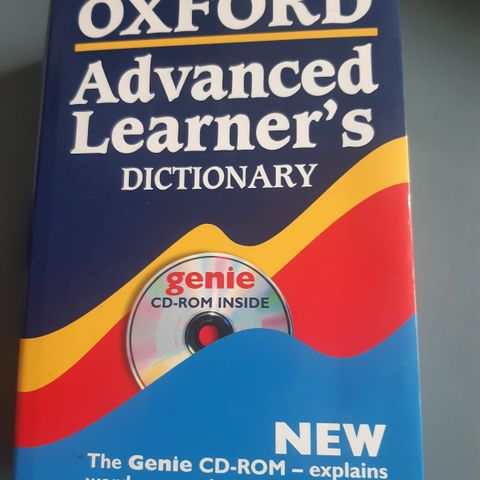 OXFORD
Advanced
Learner's
DICTIONARY
genie
CD-ROM INSIDE
NEW
The Genie CD-ROM – explains